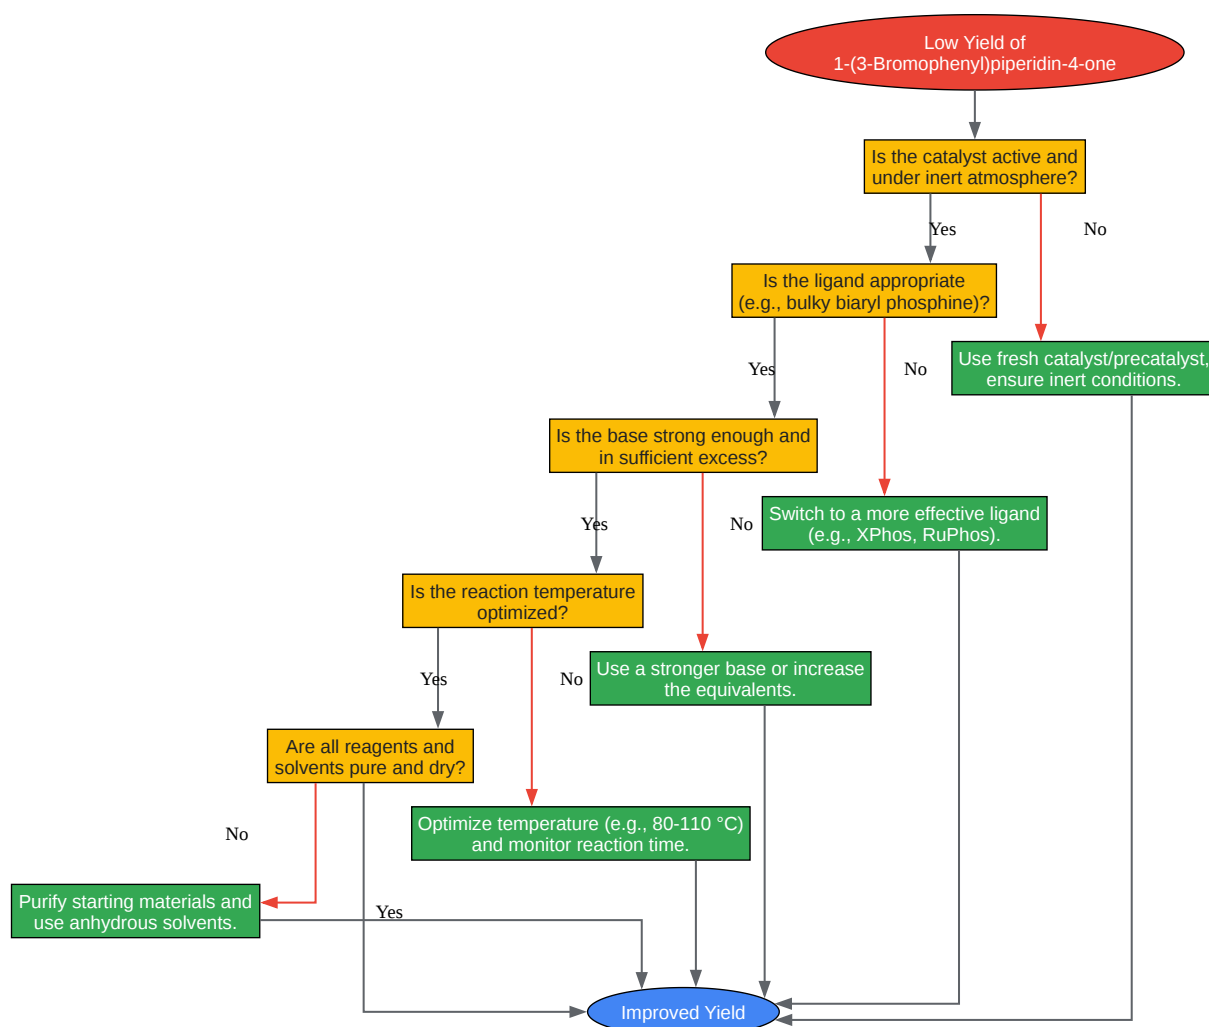 Low Yield of
1-(3-Bromophenyl)piperidin-4-one
Is the catalyst active and
under inert atmosphere?
Yes
No
Is the ligand appropriate
(e.g., bulky biaryl phosphine)?
Use fresh catalyst/precatalyst,
ensure inert conditions.
Yes
No
Is the base strong enough and
in sufficient excess?
Switch to a more effective ligand
(e.g., XPhos, RuPhos).
Yes
No
Is the reaction temperature
optimized?
Use a stronger base or increase
the equivalents.
Yes
No
Are all reagents and
solvents pure and dry?
Optimize temperature (e.g., 80-110 °C)
and monitor reaction time.
No
Purify starting materials and
use anhydrous solvents.
Yes
Improved Yield